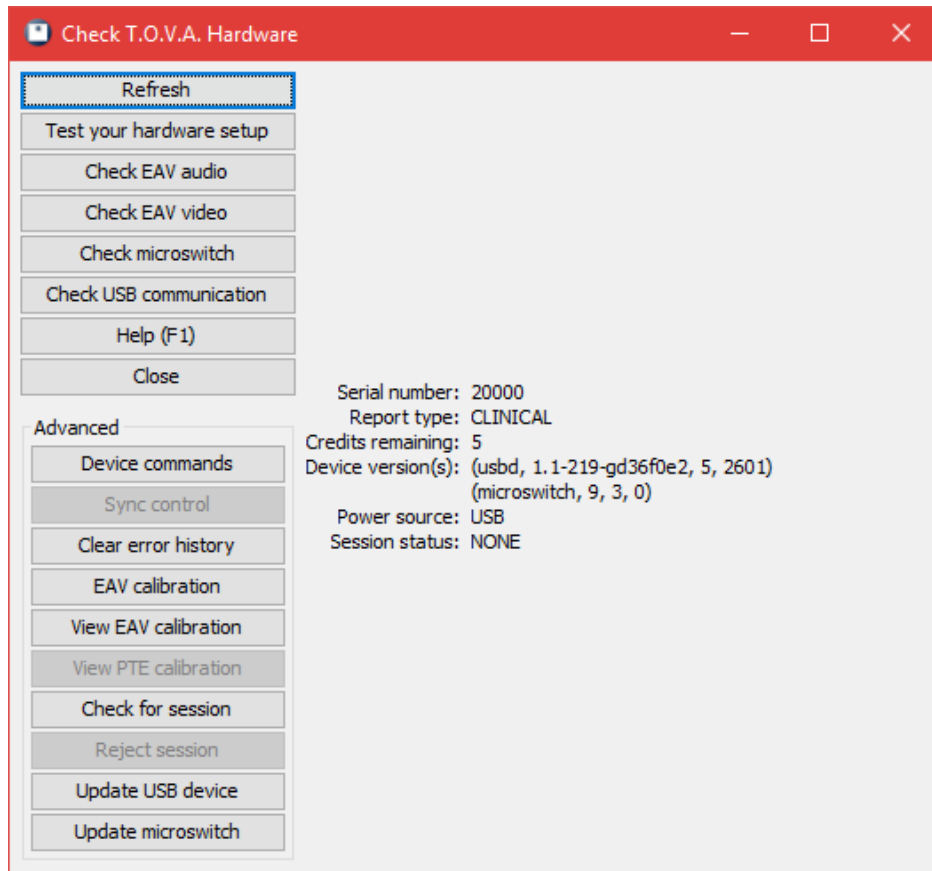 Check T.O.V.A. Hardware
Refresh
Test your hardware setup
Check EAV audio
Check EAV video
Check microswitch
Check USB communication
Help (F1)
Close
Advanced
Device commands
Sync control
Clear error history
EAV calibration
View EAV calibration
View PTE calibration
Check for session
Reject session
Update USB device
Update microswitch
Serial number: 20000
Report type: CLINICAL
Credits remaining: 5
Device version(s): (usbd, 1.1-219-gd36f0e2, 5, 2601)
(microswitch, 9, 3, 0)
Power source: USB
Session status: NONE